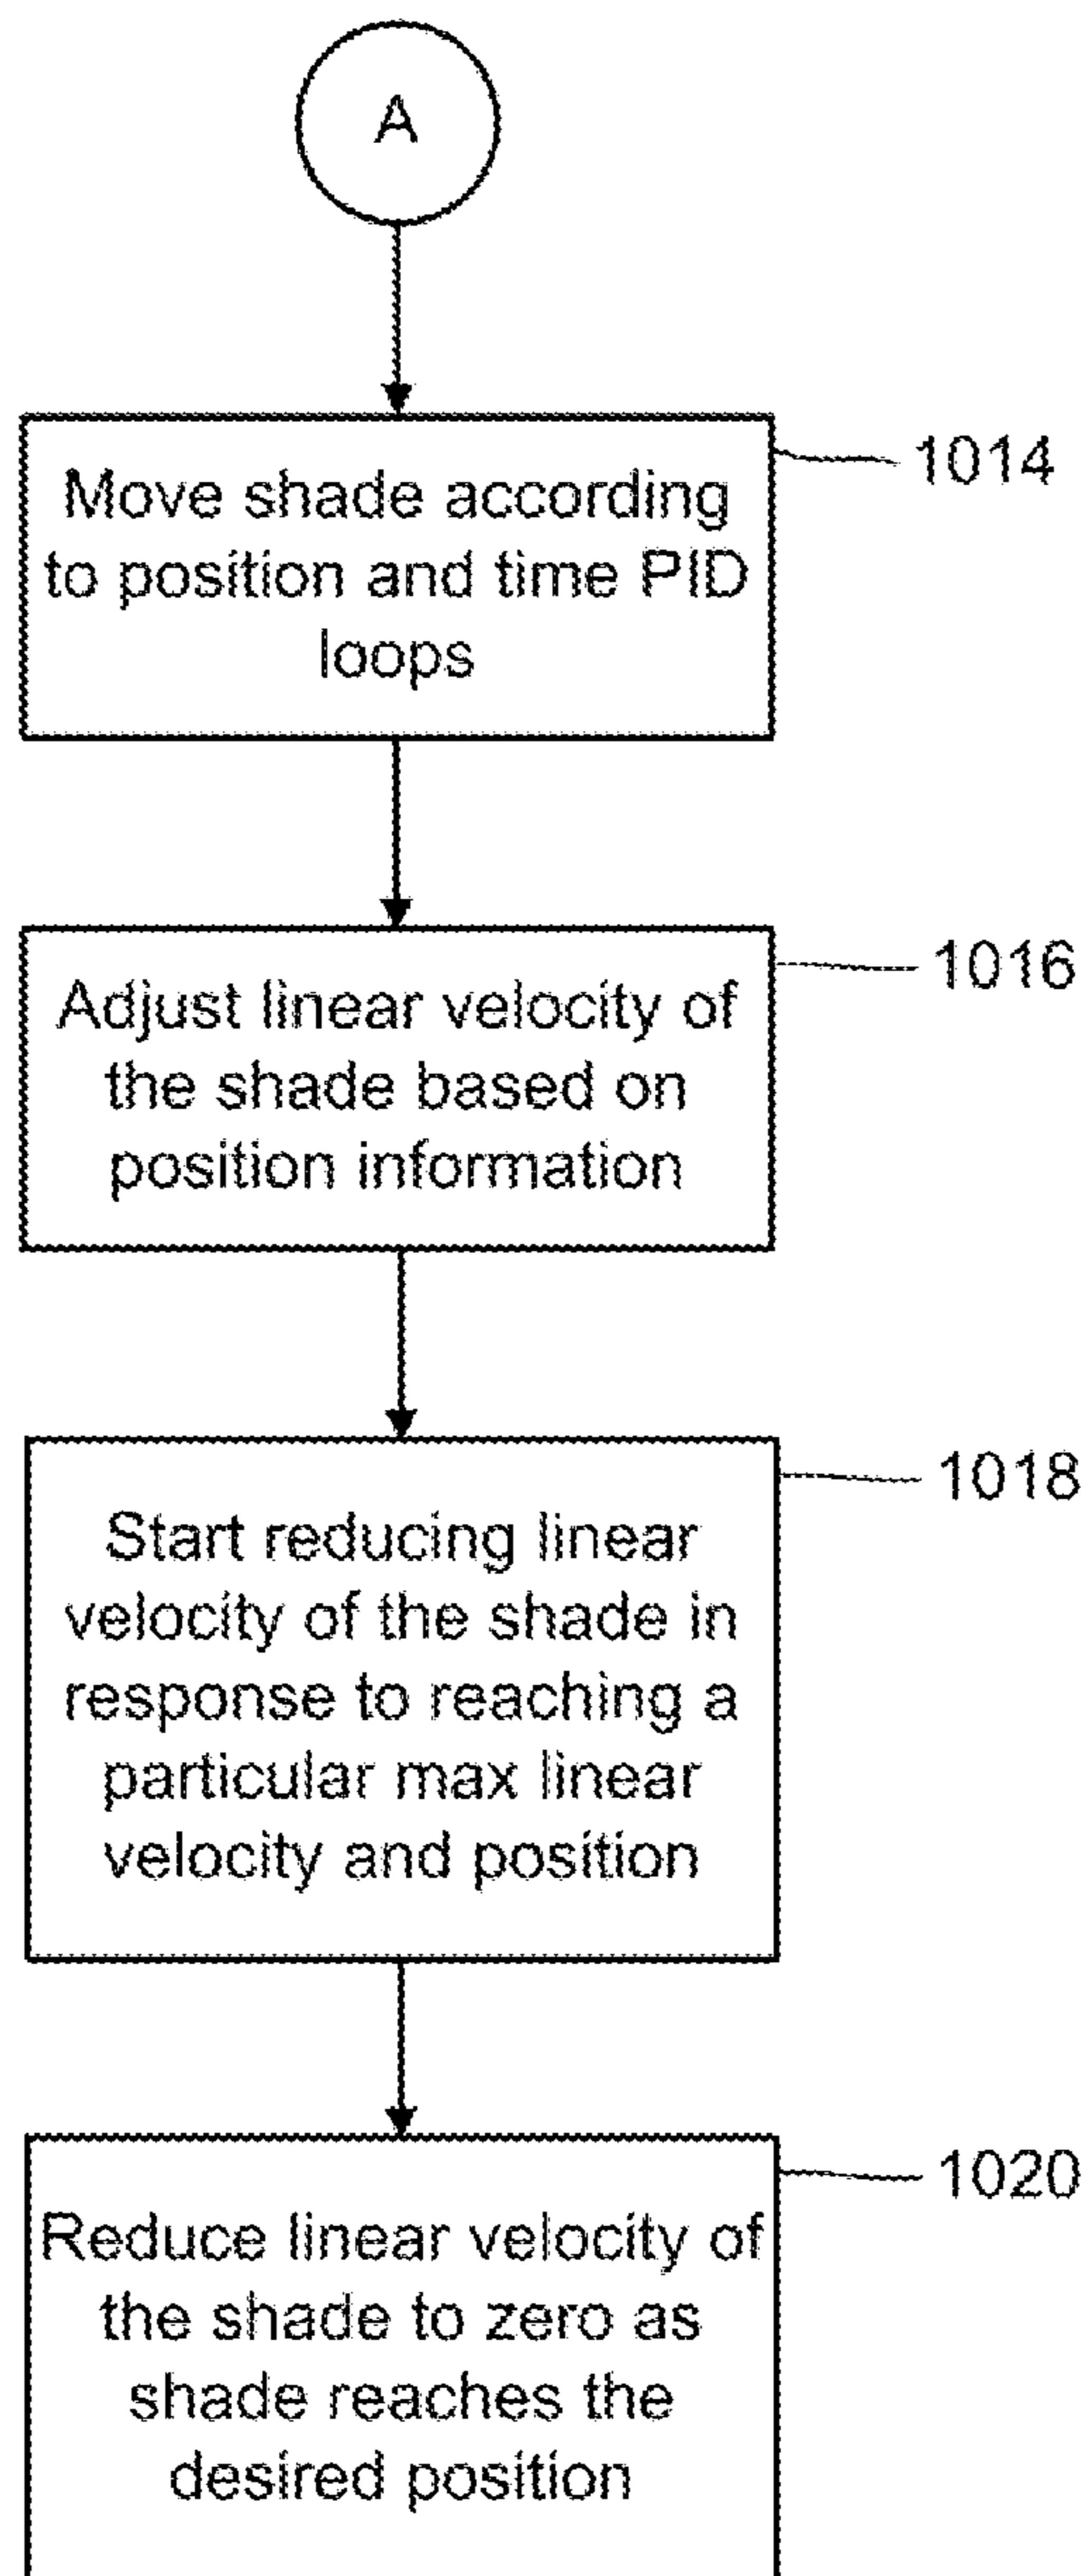 A
1014
Move shade according
to position and time PID
loops
1016
Adjust linear velocity of
the shade based on
position information
1018
Start reducing linear
velocity of the shade in
response to reaching a
particular max linear
velocity and position
1020
Reduce linear velocity of
the shade to zero as
shade reaches the
desired position